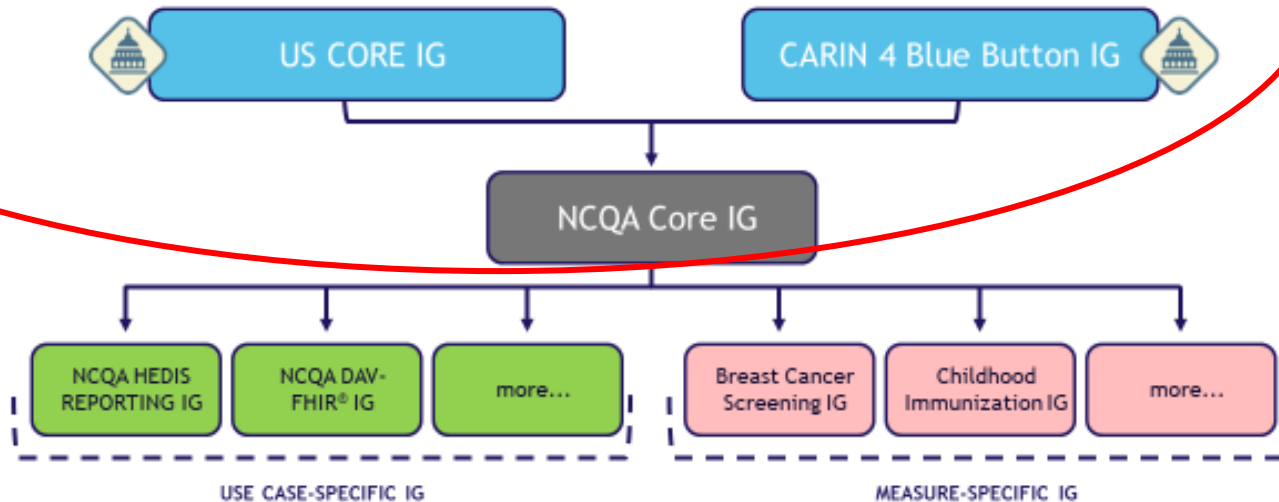 US CORE IG
CARIN 4 Blue Button IG
NCQA Core IG
NCQA HEDIS
REPORTING IG
NCQA DAV-
FHIR® IG
more...
Breast Cancer
Screening IG
Childhood
Immunization IG
more...
USE CASE-SPECIFIC IG
MEASURE-SPECIFIC IG